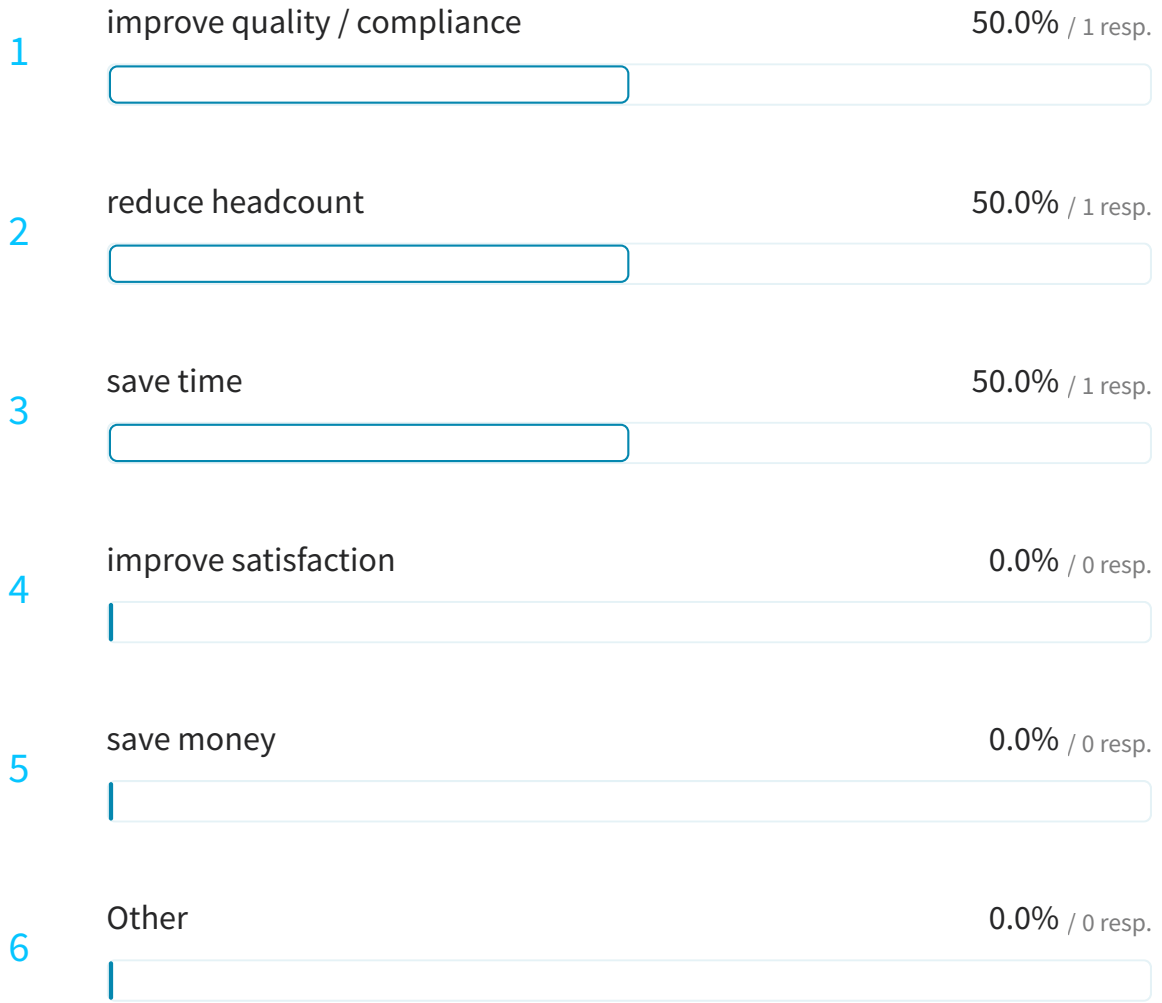 1
improve quality / compliance 50.0% / 1 resp.
2
reduce headcount 50.0% / 1 resp.
3
save time 50.0% / 1 resp.
4
improve satisfaction 0.0% / 0 resp.
5
save money 0.0% / 0 resp.
6
Other 0.0% / 0 resp.